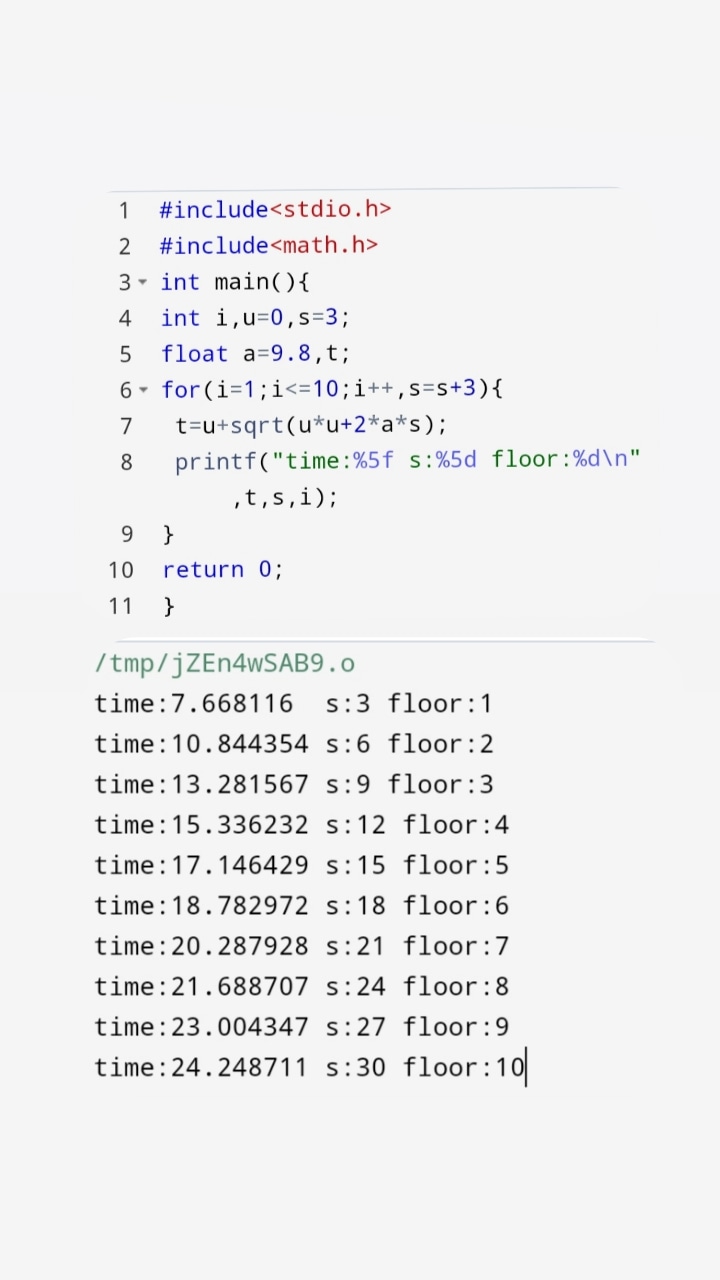 1 #include<stdio.h>
2 #include<math.h>
3 int main(){
4 int i,u=0,s=3;
5 float a=9.8,t;
6 for(i=1;i<=10;i++,s=s+3){
7 t=u+sqrt(u*u+2*a*s);
8 printf("time:%5f s:%5d floor:%d\n"
,t,s,i);
9 }
10 return 0;
11 }
/tmp/jZEn4wSAB9.o
time:7.668116  s:3 floor:1
time:10.844354 s:6 floor:2
time:13.281567 s:9 floor:3
time:15.336232 s:12 floor:4
time:17.146429 s:15 floor:5
time:18.782972 s:18 floor:6
time:20.287928 s:21 floor:7
time:21.688707 s:24 floor:8
time:23.004347 s:27 floor:9
time:24.248711 s:30 floor:10